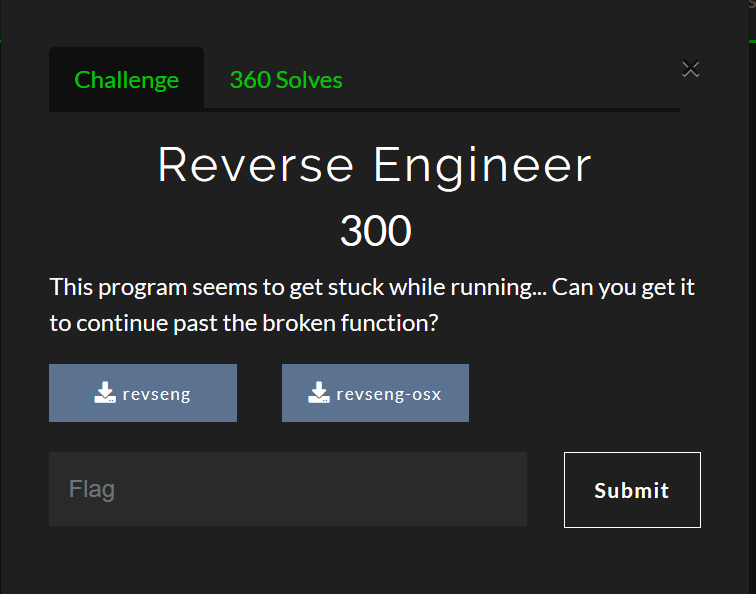 Challenge 360 Solves
Reverse Engineer
300
This program seems to get stuck while running... Can you get it
to continue past the broken function?
revseng revseng-osx
Flag Submit